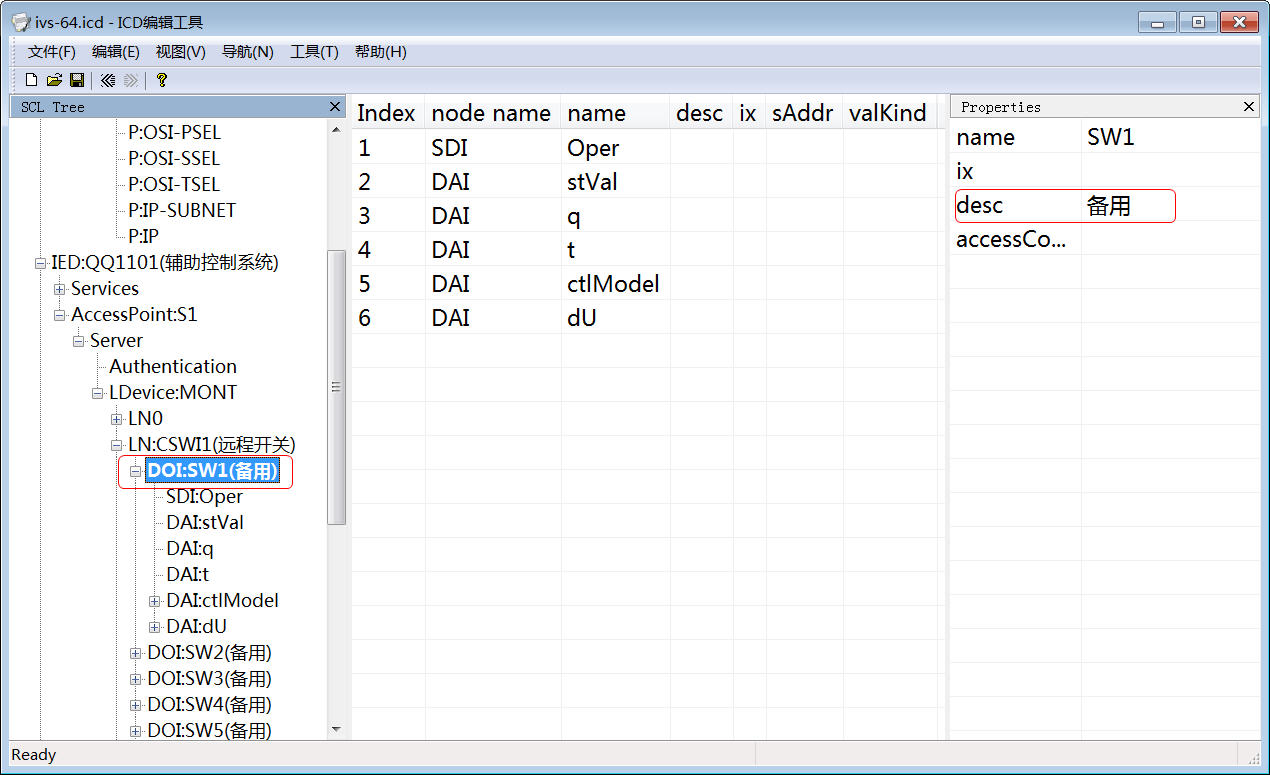 ivs-64.icd - ICD编辑工具
文件(F) 编辑(E) 视图(V) 导航(N) 工具(T) 帮助(H)
SCL Tree
P:OSI-PSEL
P:OSI-SSEL
P:OSI-TSEL
P:IP-SUBNET
P:IP
IED:QQ1101(辅助控制系统)
Services
AccessPoint:S1
Server
Authentication
LDevice:MONT
LN0
LN:CSWI1(远程开关)
DOI:SW1(备用)
SDI:Oper
DAI:stVal
DAI:q
DAI:t
DAI:ctlModel
DAI:dU
DOI:SW2(备用)
DOI:SW3(备用)
DOI:SW4(备用)
DOI:SW5(备用)
Index node name name desc ix sAddr valKind
1 SDI Oper
2 DAI stVal
3 DAI q
4 DAI t
5 DAI ctlModel
6 DAI dU
Properties
name SW1
ix
desc 备用
accessCo...
Ready